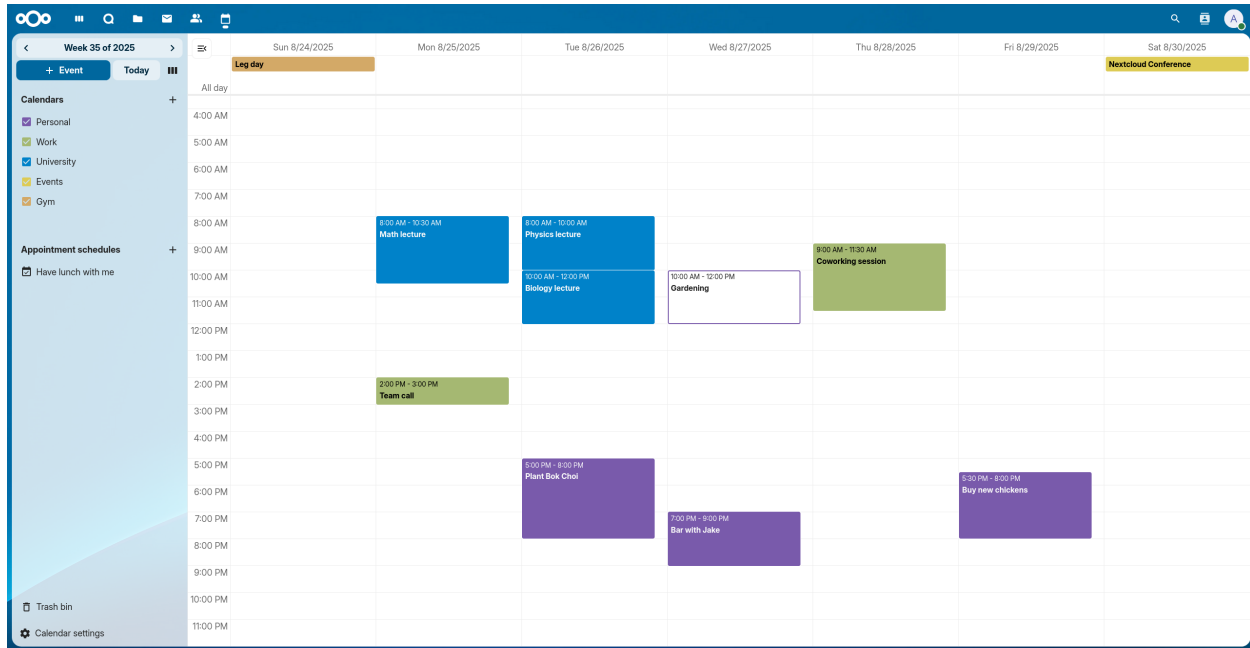 Week 35 of 2025
+ Event
Today
Calendars
Personal
Work
University
Events
Gym
Appointment schedules
Have lunch with me
Trash bin
Calendar settings
A
Sun 8/24/2025
Mon 8/25/2025
Tue 8/26/2025
Wed 8/27/2025
Thu 8/28/2025
Fri 8/29/2025
Sat 8/30/2025
All day
Leg day
Nextcloud Conference
4:00 AM
5:00 AM
6:00 AM
7:00 AM
8:00 AM
9:00 AM
10:00 AM
11:00 AM
12:00 PM
1:00 PM
2:00 PM
3:00 PM
4:00 PM
5:00 PM
6:00 PM
7:00 PM
8:00 PM
9:00 PM
10:00 PM
11:00 PM
8:00 AM - 10:30 AM
Math lecture
2:00 PM - 3:00 PM
Team call
8:00 AM - 10:00 AM
Physics lecture
10:00 AM - 12:00 PM
Biology lecture
5:00 PM - 8:00 PM
Plant Bok Choi
10:00 AM - 12:00 PM
Gardening
7:00 PM - 9:00 PM
Bar with Jake
9:00 AM - 11:30 AM
Coworking session
5:30 PM - 8:00 PM
Buy new chickens